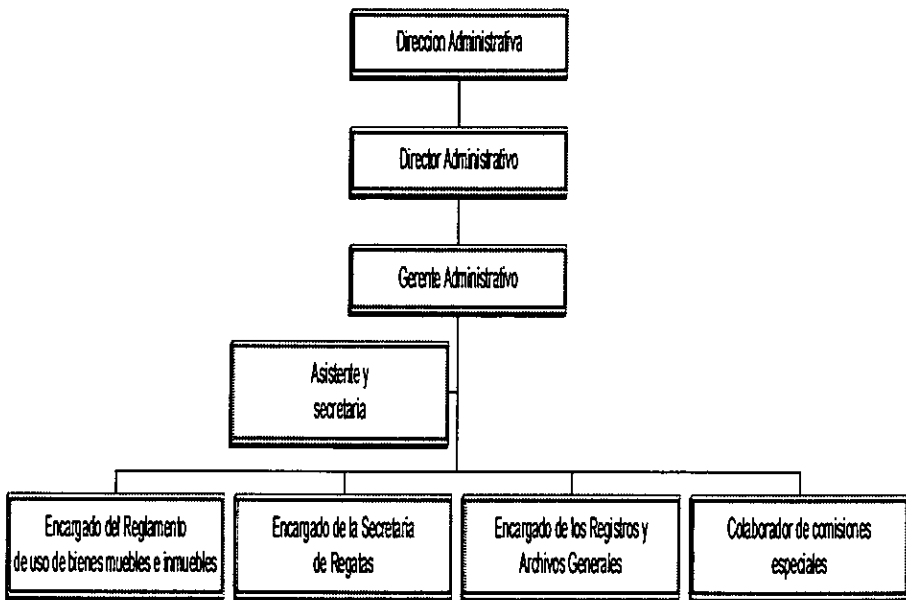 Direccion Administrativa
Director Administrativo
Gerente Administrativo
Asistente y
secretaria
Encargado del Reglamento
de uso de bienes muebles e inmuebles
Encargado de la Secretaria
de Regatas
Encargado de los Registros y
Archivos Generales
Colaborador de comisiones
especiales